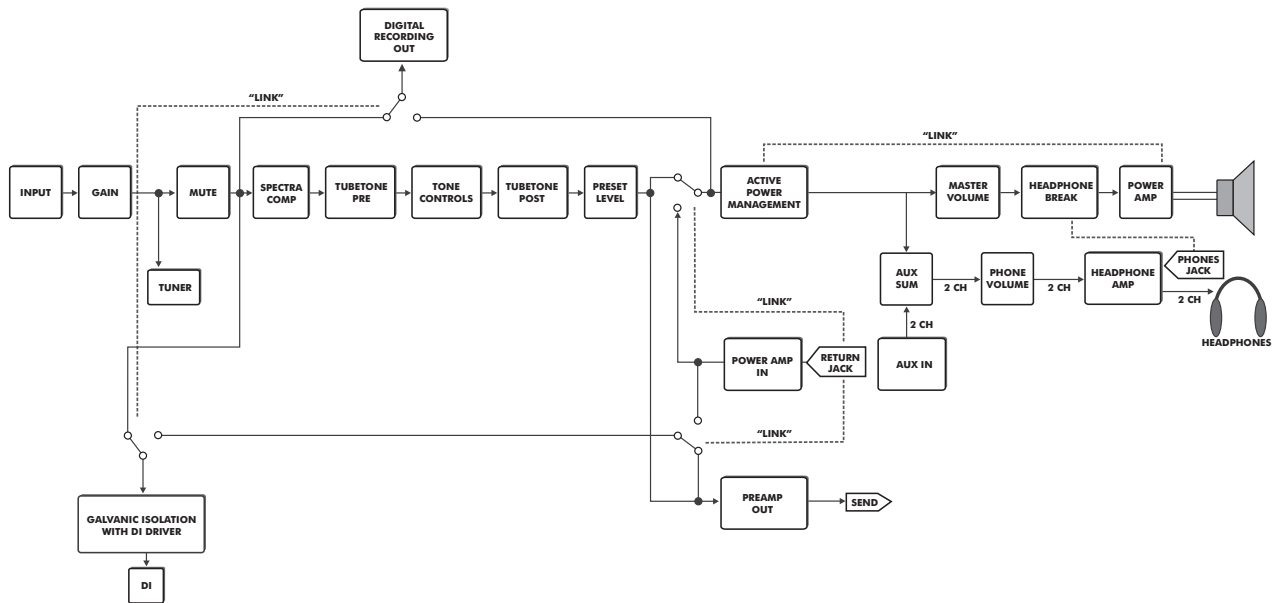 DIGITAL
RECORDING
OUT
“LINK”
“LINK”
INPUT
GAIN
MUTE
SPECTRA
COMP
TUBETONE
PRE
TONE
CONTROLS
TUBETONE
POST
PRESET
LEVEL
ACTIVE
POWER
MANAGEMENT
MASTER
VOLUME
HEADPHONE
BREAK
POWER
AMP
TUNER
AUX
SUM
2 CH
PHONE
VOLUME
2 CH
HEADPHONE
AMP
PHONES
JACK
2 CH
HEADPHONES
“LINK”
2 CH
POWER AMP
IN
RETURN
JACK
AUX IN
“LINK”
GALVANIC ISOLATION
WITH DI DRIVER
PREAMP
OUT
SEND
DI